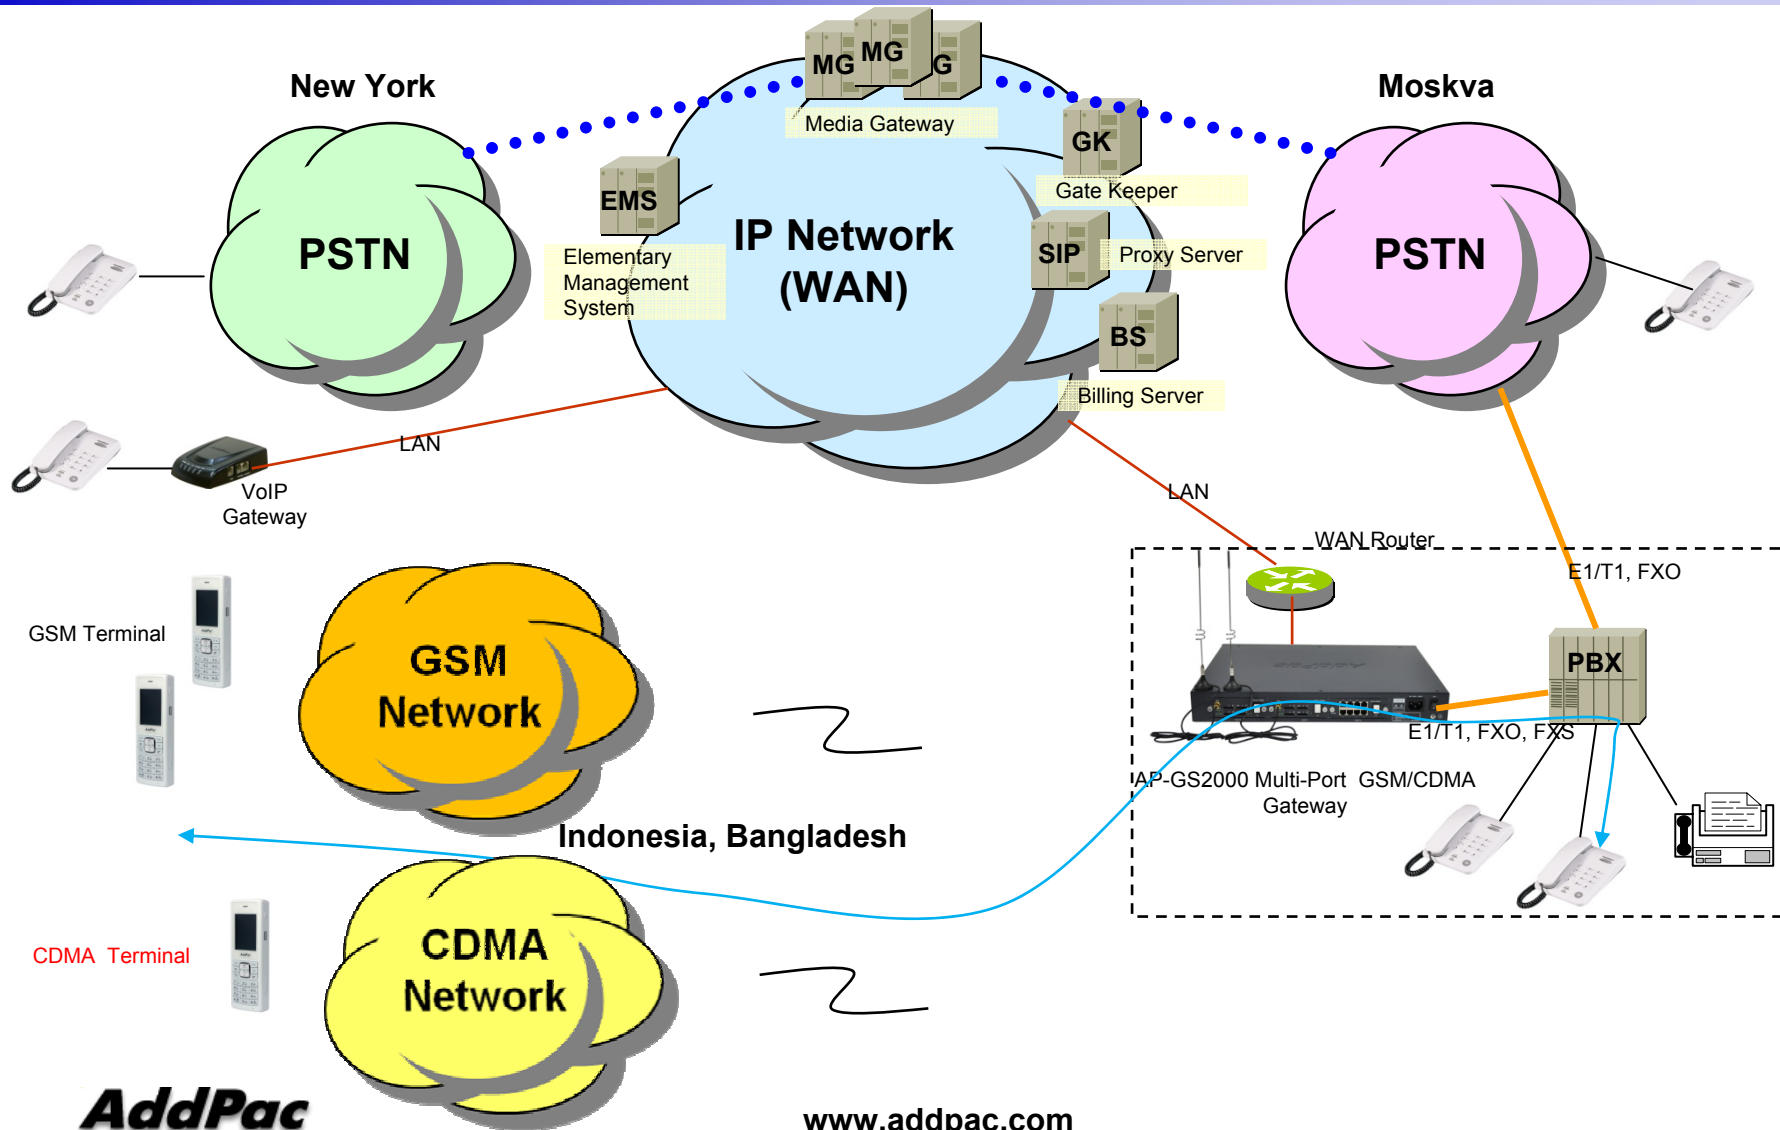 MG
MG
G
New York
Moskva
Media Gateway
GK
Gate Keeper
EMS
PSTN
IP Network
(WAN)
SIP
Proxy Server
PSTN
Elementary
Management
System
BS
Billing Server
LAN
VoIP
Gateway
LAN
WAN Router
E1/T1, FXO
GSM Terminal
GSM
Network
PBX
E1/T1, FXO, FXS
AP-GS2000 Multi-Port GSM/CDMA
Gateway
Indonesia, Bangladesh
CDMA Terminal
CDMA
Network
AddPac
www.addpac.com